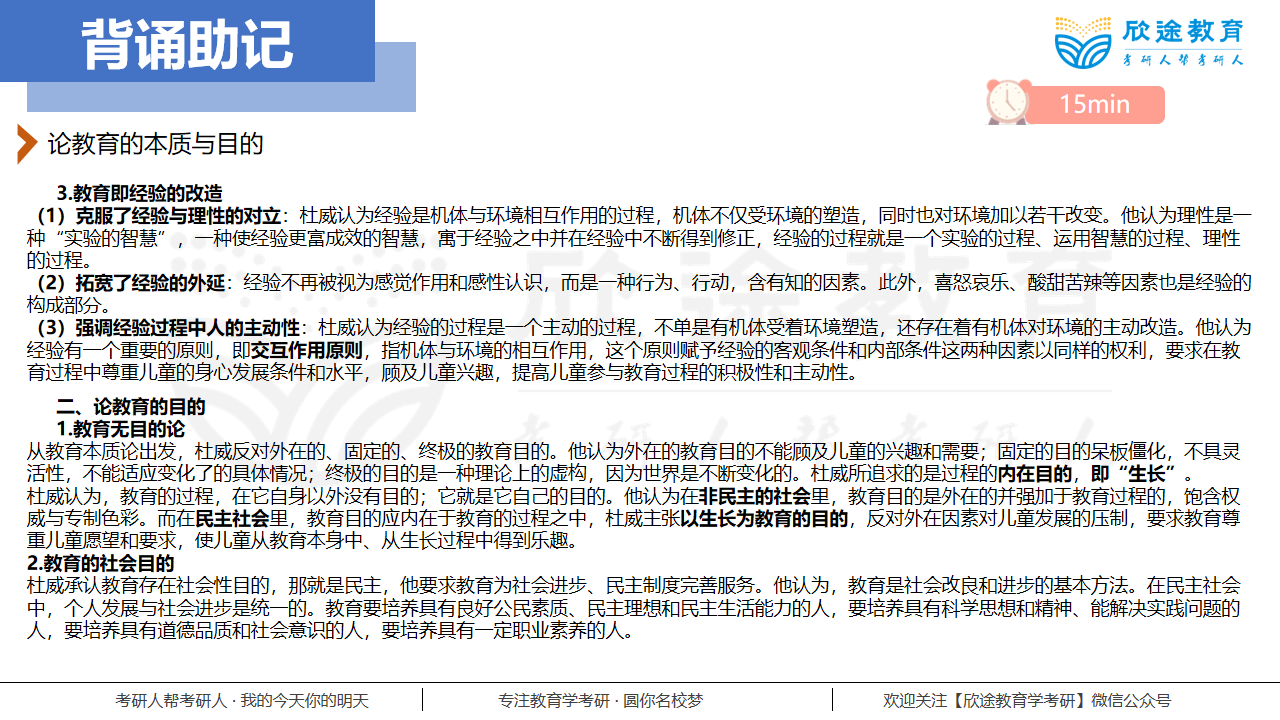 背诵助记
欣途教育
考研人帮考研人
15min
论教育的本质与目的
3.教育即经验的改造
（1）克服了经验与理性的对立：杜威认为经验是机体与环境相互作用的过程，机体不仅受环境的塑造，同时也对环境加以若干改变。他认为理性是一
种“实验的智慧”，一种使经验更富成效的智慧，寓于经验之中并在经验中不断得到修正，经验的过程就是一个实验的过程、运用智慧的过程、理性
的过程。
（2）拓宽了经验的外延：经验不再被视为感觉作用和感性认识，而是一种行为、行动，含有知的因素。此外，喜怒哀乐、酸甜苦辣等因素也是经验的
构成部分。
（3）强调经验过程中人的主动性：杜威认为经验的过程是一个主动的过程，不单是有机体受着环境塑造，还存在着有机体对环境的主动改造。他认为
经验有一个重要的原则，即交互作用原则，指机体与环境的相互作用，这个原则赋予经验的客观条件和内部条件这两种因素以同样的权利，要求在教
育过程中尊重儿童的身心发展条件和水平，顾及儿童兴趣，提高儿童参与教育过程的积极性和主动性。
二、论教育的目的
1.教育无目的论
从教育本质论出发，杜威反对外在的、固定的、终极的教育目的。他认为外在的教育目的不能顾及儿童的兴趣和需要；固定的目的呆板僵化，不具灵
活性，不能适应变化了的具体情况；终极的目的是一种理论上的虚构，因为世界是不断变化的。杜威所追求的是过程的内在目的，即“生长”。
杜威认为，教育的过程，在它自身以外没有目的；它就是它自己的目的。他认为在非民主的社会里，教育目的是外在的并强加于教育过程的，饱含权
威与专制色彩。而在民主社会里，教育目的应内在于教育的过程之中，杜威主张以生长为教育的目的，反对外在因素对儿童发展的压制，要求教育尊
重儿童愿望和要求，使儿童从教育本身中、从生长过程中得到乐趣。
2.教育的社会目的
杜威承认教育存在社会性目的，那就是民主，他要求教育为社会进步、民主制度完善服务。他认为，教育是社会改良和进步的基本方法。在民主社会
中，个人发展与社会进步是统一的。教育要培养具有良好公民素质、民主理想和民主生活能力的人，要培养具有科学思想和精神、能解决实践问题的
人，要培养具有道德品质和社会意识的人，要培养具有一定职业素养的人。
考研人帮考研人 · 我的今天你的明天
专注教育学考研 · 圆你名校梦
欢迎关注【欣途教育学考研】微信公众号